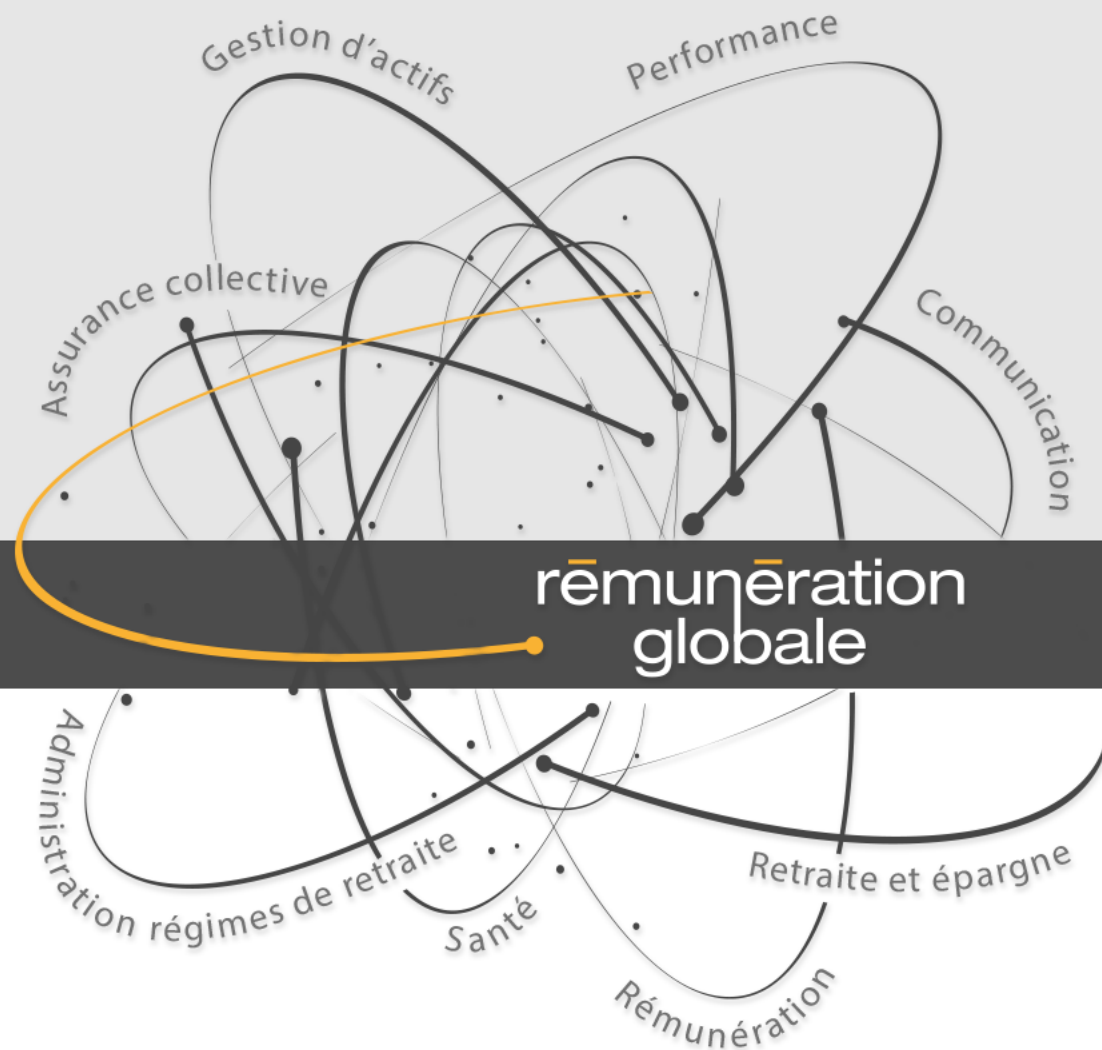 Gestion d'actifs
Performance
Assurance collective
Communication
rēmunēration
globale
Administration régimes de retraite
Retraite et épargne
Santé
Rémunération